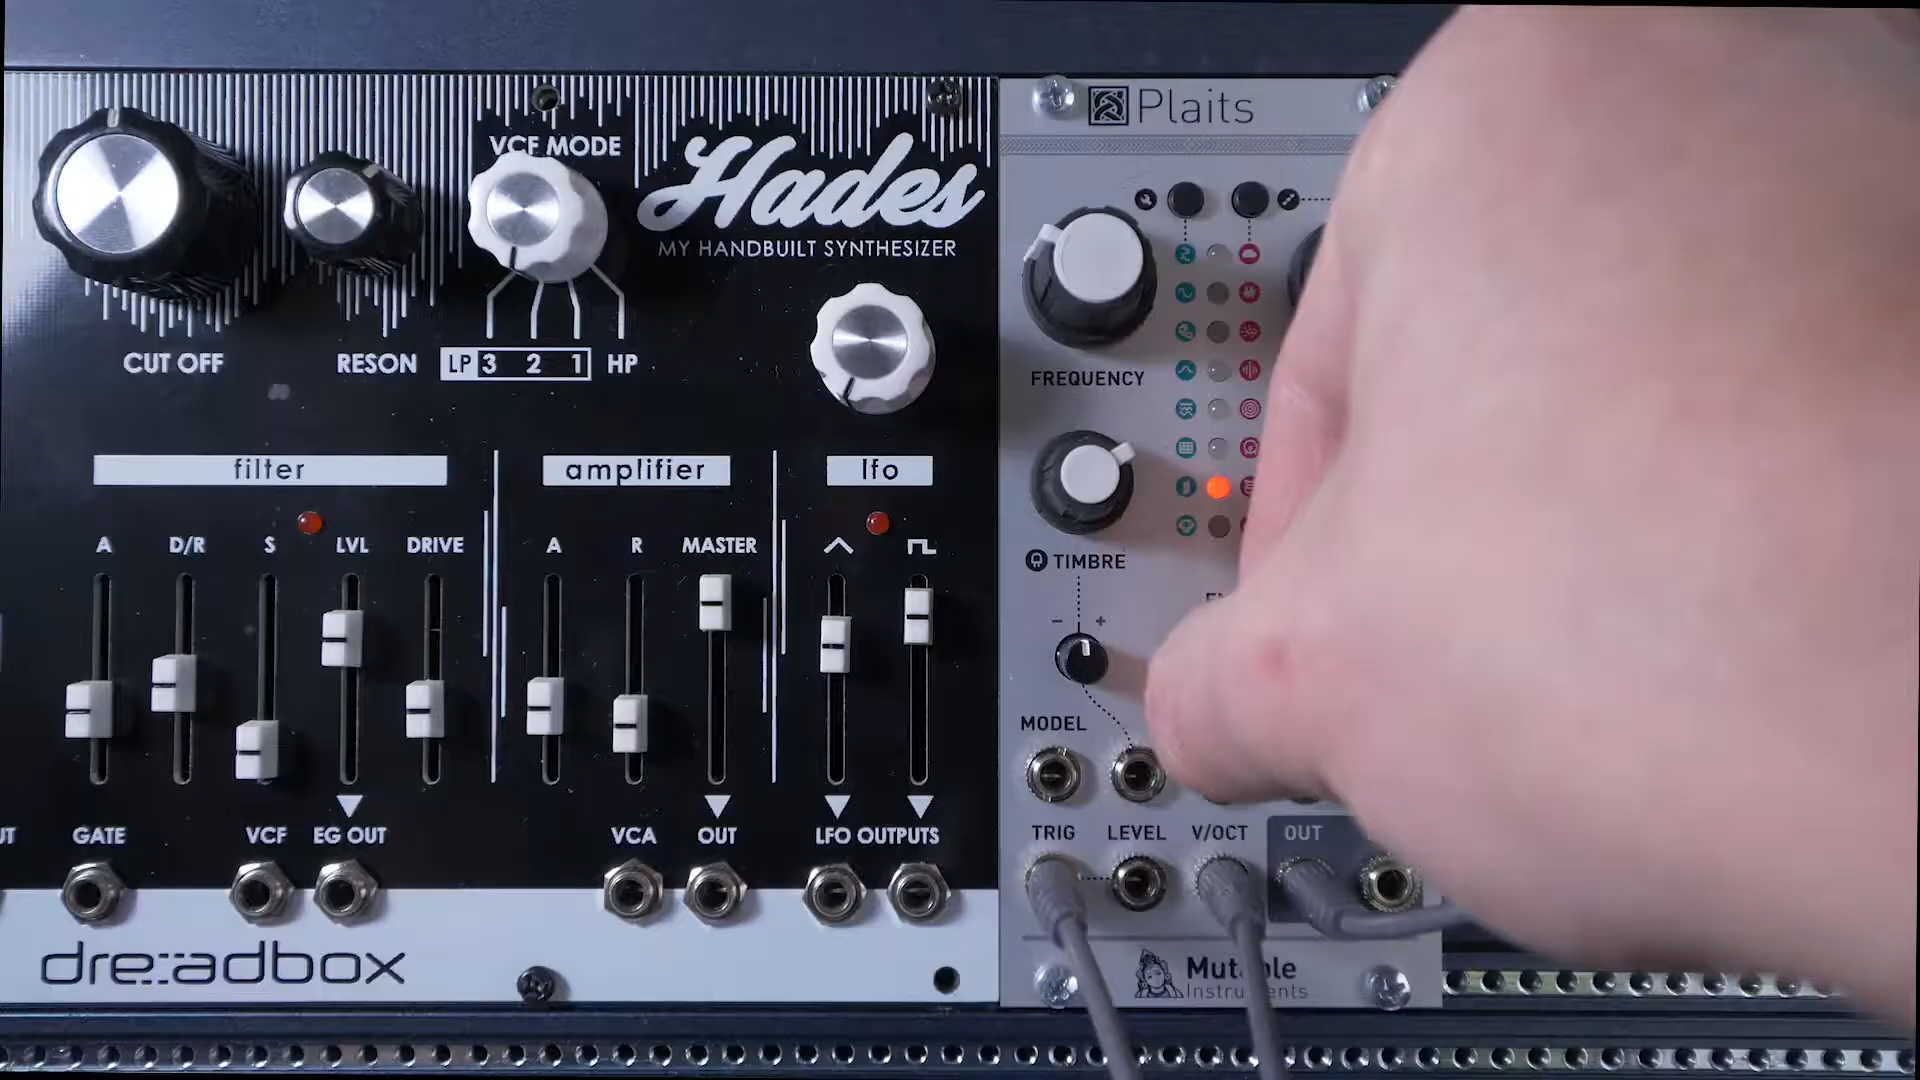 Plaits
VCF MODE
Hades
MY HANDBUILT SYNTHESIZER
CUT OFF
RESON
LP 3 2 1 HP
FREQUENCY
filter
amplifier
lfo
A D/R S LVL DRIVE
A R MASTER
TIMBRE
- +
MODEL
GATE
VCF
EG OUT
VCA
OUT
LFO OUTPUTS
TRIG LEVEL V/OCT OUT
dre:adbox
Mutable
Instruments